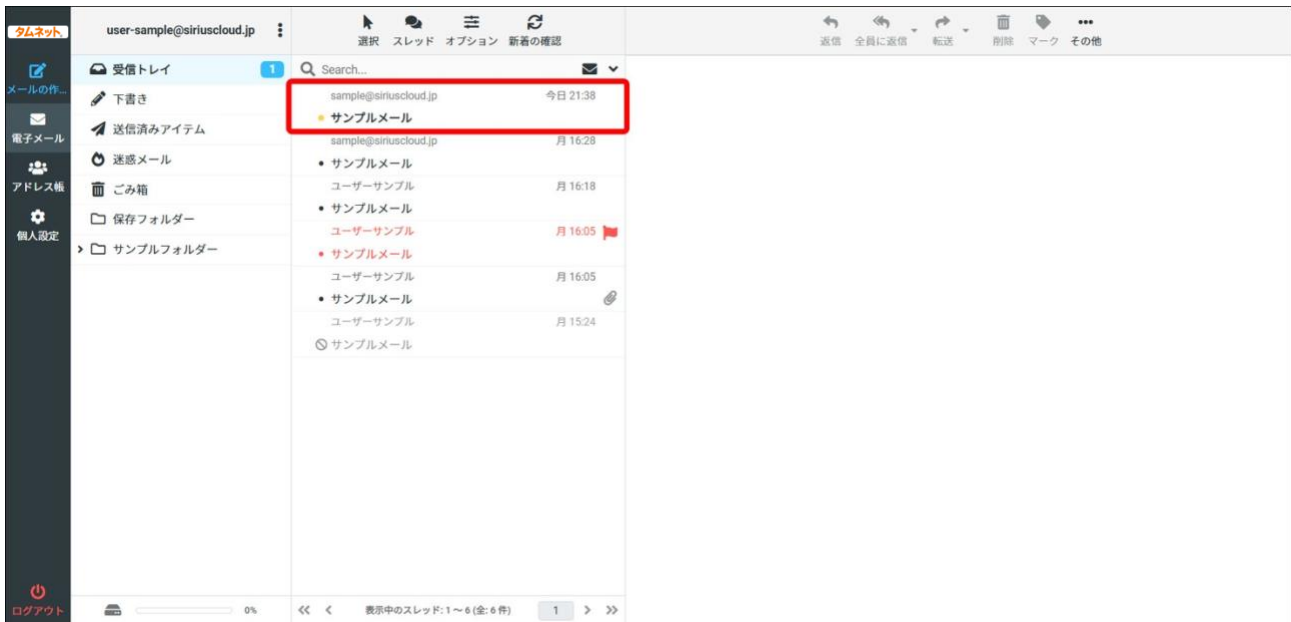 タムネット
メールの作...
電子メール
アドレス帳
個人設定
ログアウト
user-sample@siriuscloud.jp
受信トレイ 1
下書き
送信済みアイテム
迷惑メール
ごみ箱
保存フォルダー
サンプルフォルダー
0%
選択 スレッド オプション 新着の確認
Search...
sample@siriuscloud.jp 今日 21:38
サンプルメール
sample@siriuscloud.jp 月 16:28
サンプルメール
ユーザーサンプル 月 16:18
サンプルメール
ユーザーサンプル 月 16:05
サンプルメール
ユーザーサンプル 月 16:05
サンプルメール
ユーザーサンプル 月 15:24
サンプルメール
表示中のスレッド: 1 ~ 6 (全: 6 件) 1
返信 全員に返信 転送 削除 マーク その他